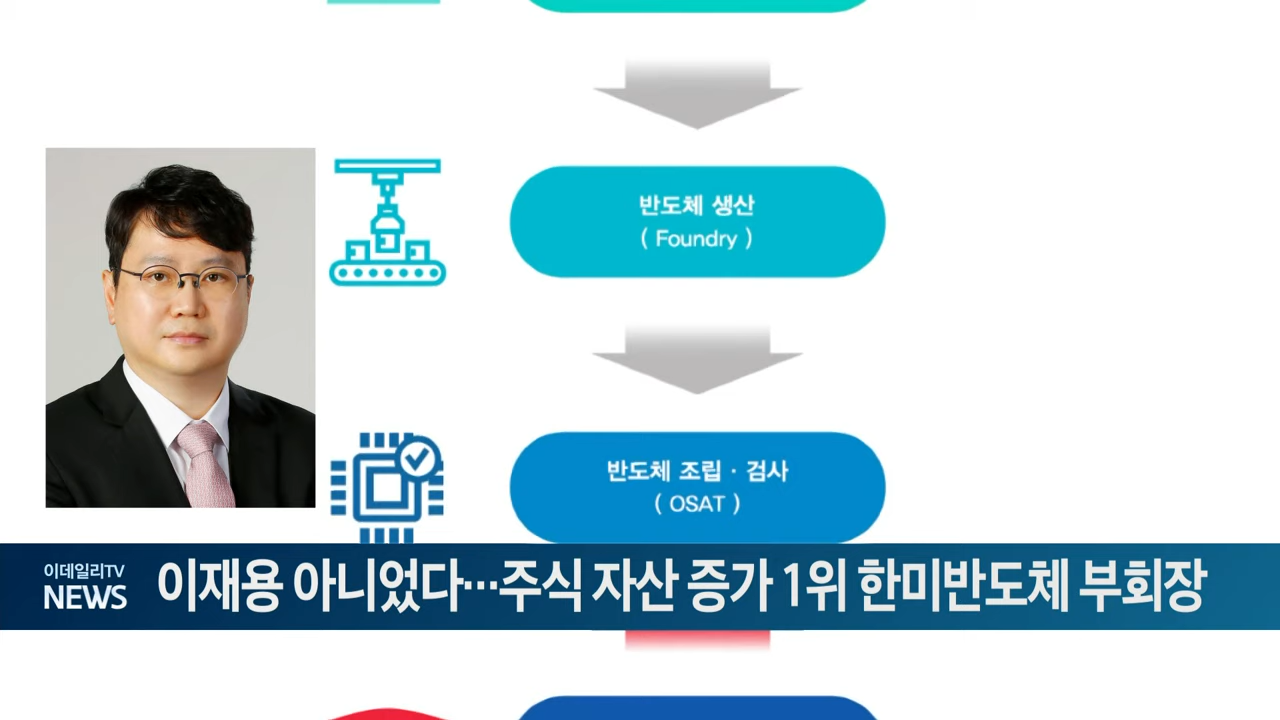 반도체 생산
( Foundry )
반도체 조립 · 검사
( OSAT )
이데일리TV
NEWS
이재용 아니었다…주식 자산 증가 1위 한미반도체 부회장